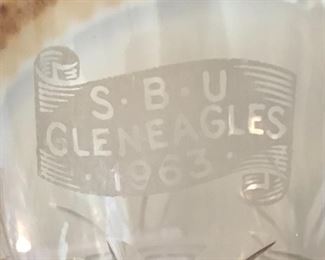 S · B · U
GLENEAGLES
· 1963 ·